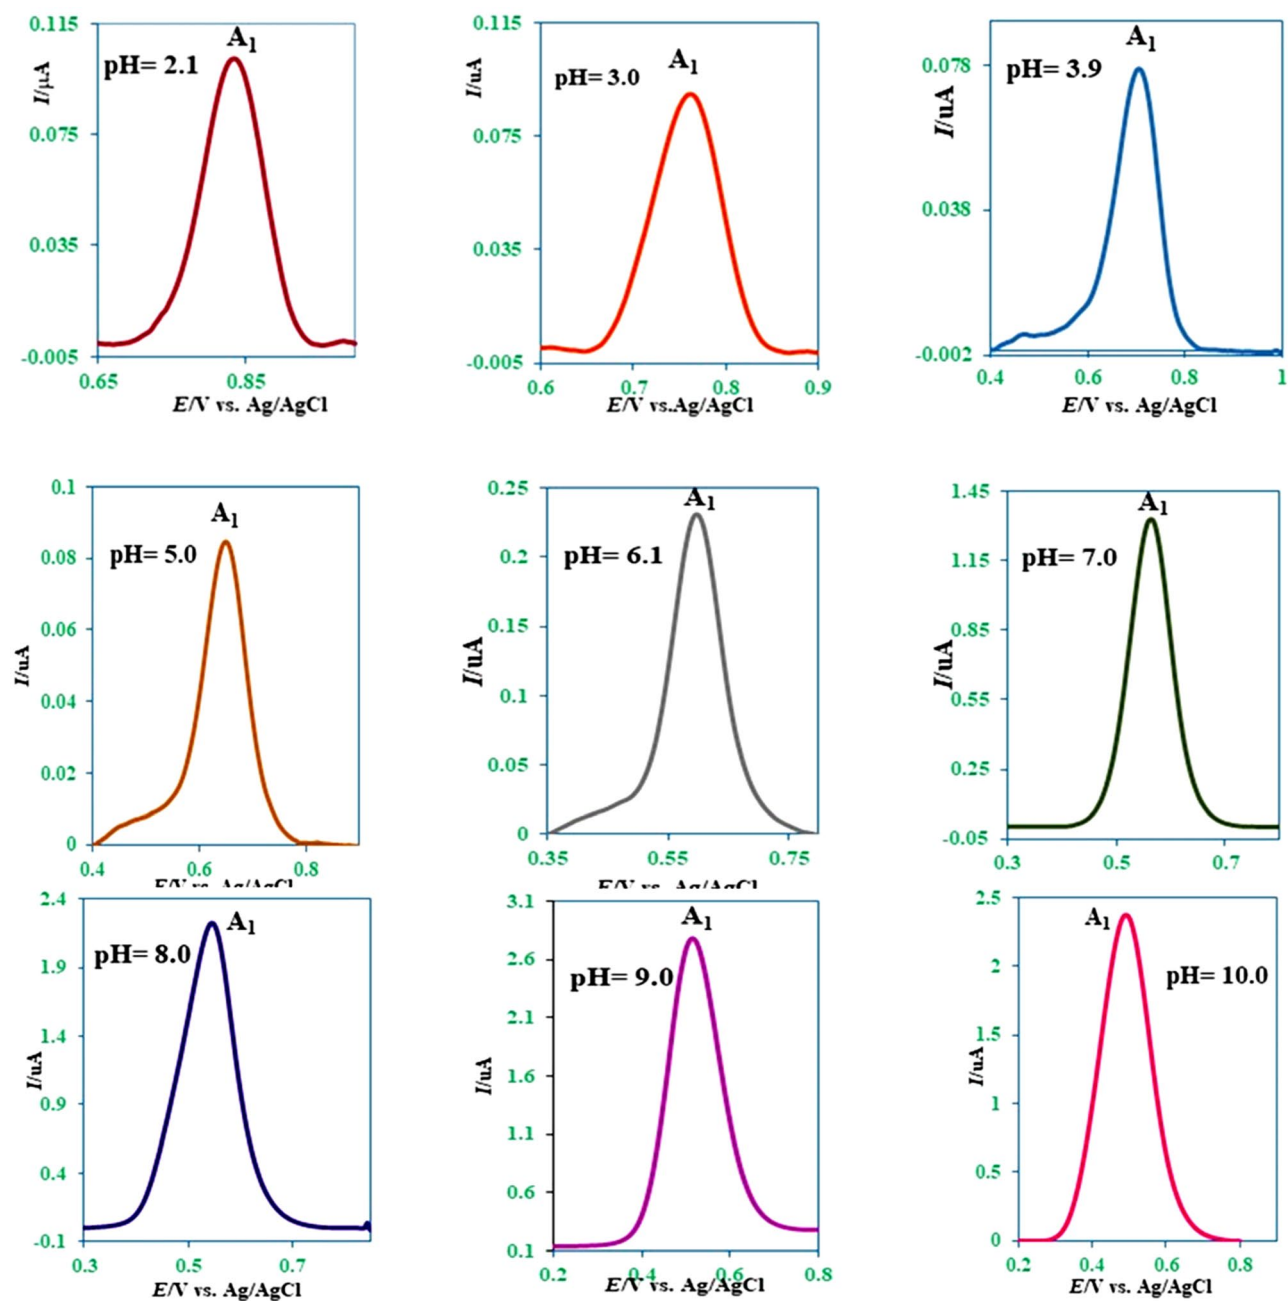 0.115
A1
pH= 2.1
I/μA
0.075
0.035
-0.005
0.65
0.85
E/V vs. Ag/AgCl
0.115
A1
pH= 3.0
I/uA
0.075
0.035
-0.005
0.6
0.7
0.8
0.9
E/V vs.Ag/AgCl
A1
0.078
pH= 3.9
I/uA
0.038
-0.002
0.4
0.6
0.8
1
E/V vs. Ag/AgCl
0.1
A1
pH= 5.0
0.08
0.06
I/uA
0.04
0.02
0
0.4
0.6
0.8
E/V vs. Ag/AgCl
0.25
A1
pH= 6.1
0.2
0.15
I/uA
0.1
0.05
0
0.35
0.55
0.75
E/V vs. Ag/AgCl
1.45
A1
pH= 7.0
1.15
0.85
I/uA
0.55
0.25
-0.05
0.3
0.5
0.7
2.4
A1
pH= 8.0
1.9
1.4
I/uA
0.9
0.4
-0.1
0.3
0.5
0.7
E/V vs. Ag/AgCl
3.1
A1
pH= 9.0
2.6
2.1
I/uA
1.6
1.1
0.6
0.1
0.2
0.4
0.6
0.8
E/V vs. Ag/AgCl
2.5
A1
pH= 10.0
2
1.5
I/uA
1
0.5
0
0.2
0.4
0.6
0.8
E/V vs. Ag/AgCl